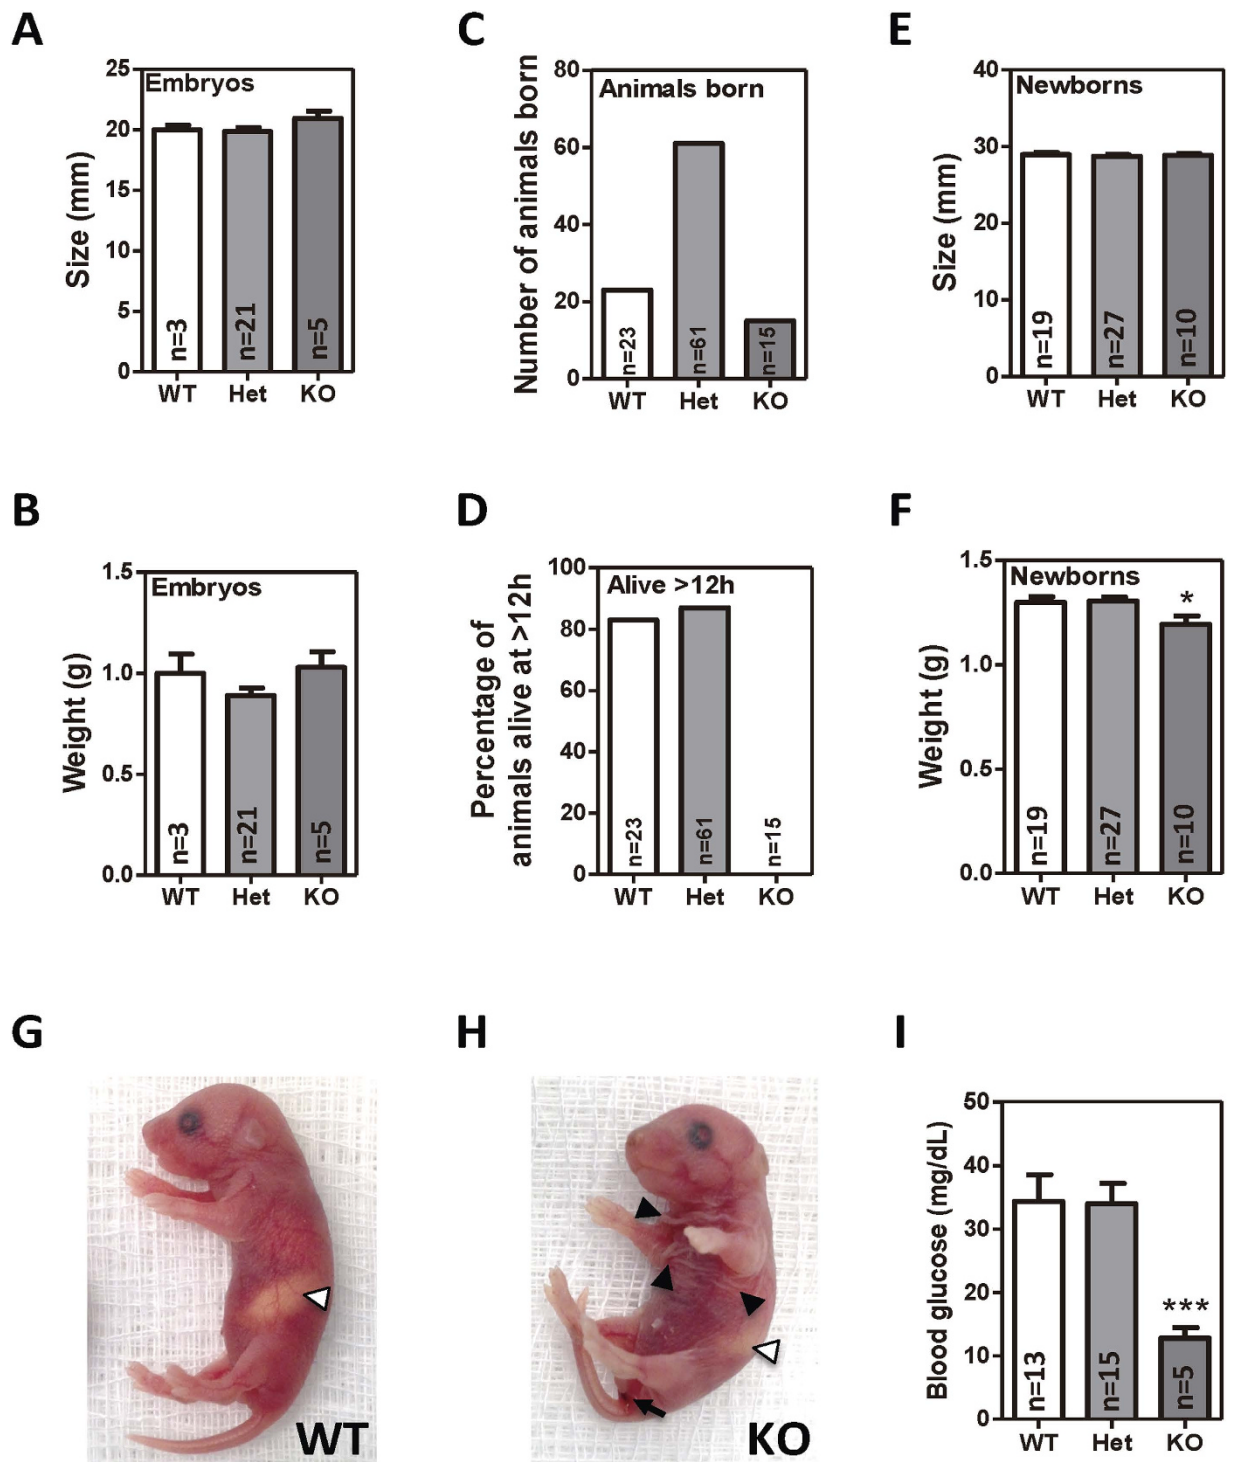 A
Embryos
Size (mm)
25
20
15
10
5
0
n=3
n=21
n=5
WT
Het
KO
C
Animals born
Number of animals born
80
60
40
20
0
n=23
n=61
n=15
WT
Het
KO
E
Newborns
Size (mm)
40
30
20
10
0
n=19
n=27
n=10
WT
Het
KO
B
Embryos
Weight (g)
1.5
1.0
0.5
0.0
n=3
n=21
n=5
WT
Het
KO
D
Alive >12h
Percentage of
animals alive at >12h
100
80
60
40
20
0
n=23
n=61
n=15
WT
Het
KO
F
Newborns
Weight (g)
1.5
1.0
0.5
0.0
*
n=19
n=27
n=10
WT
Het
KO
G
WT
H
KO
I
Blood glucose (mg/dL)
50
40
30
20
10
0
***
n=13
n=15
n=5
WT
Het
KO